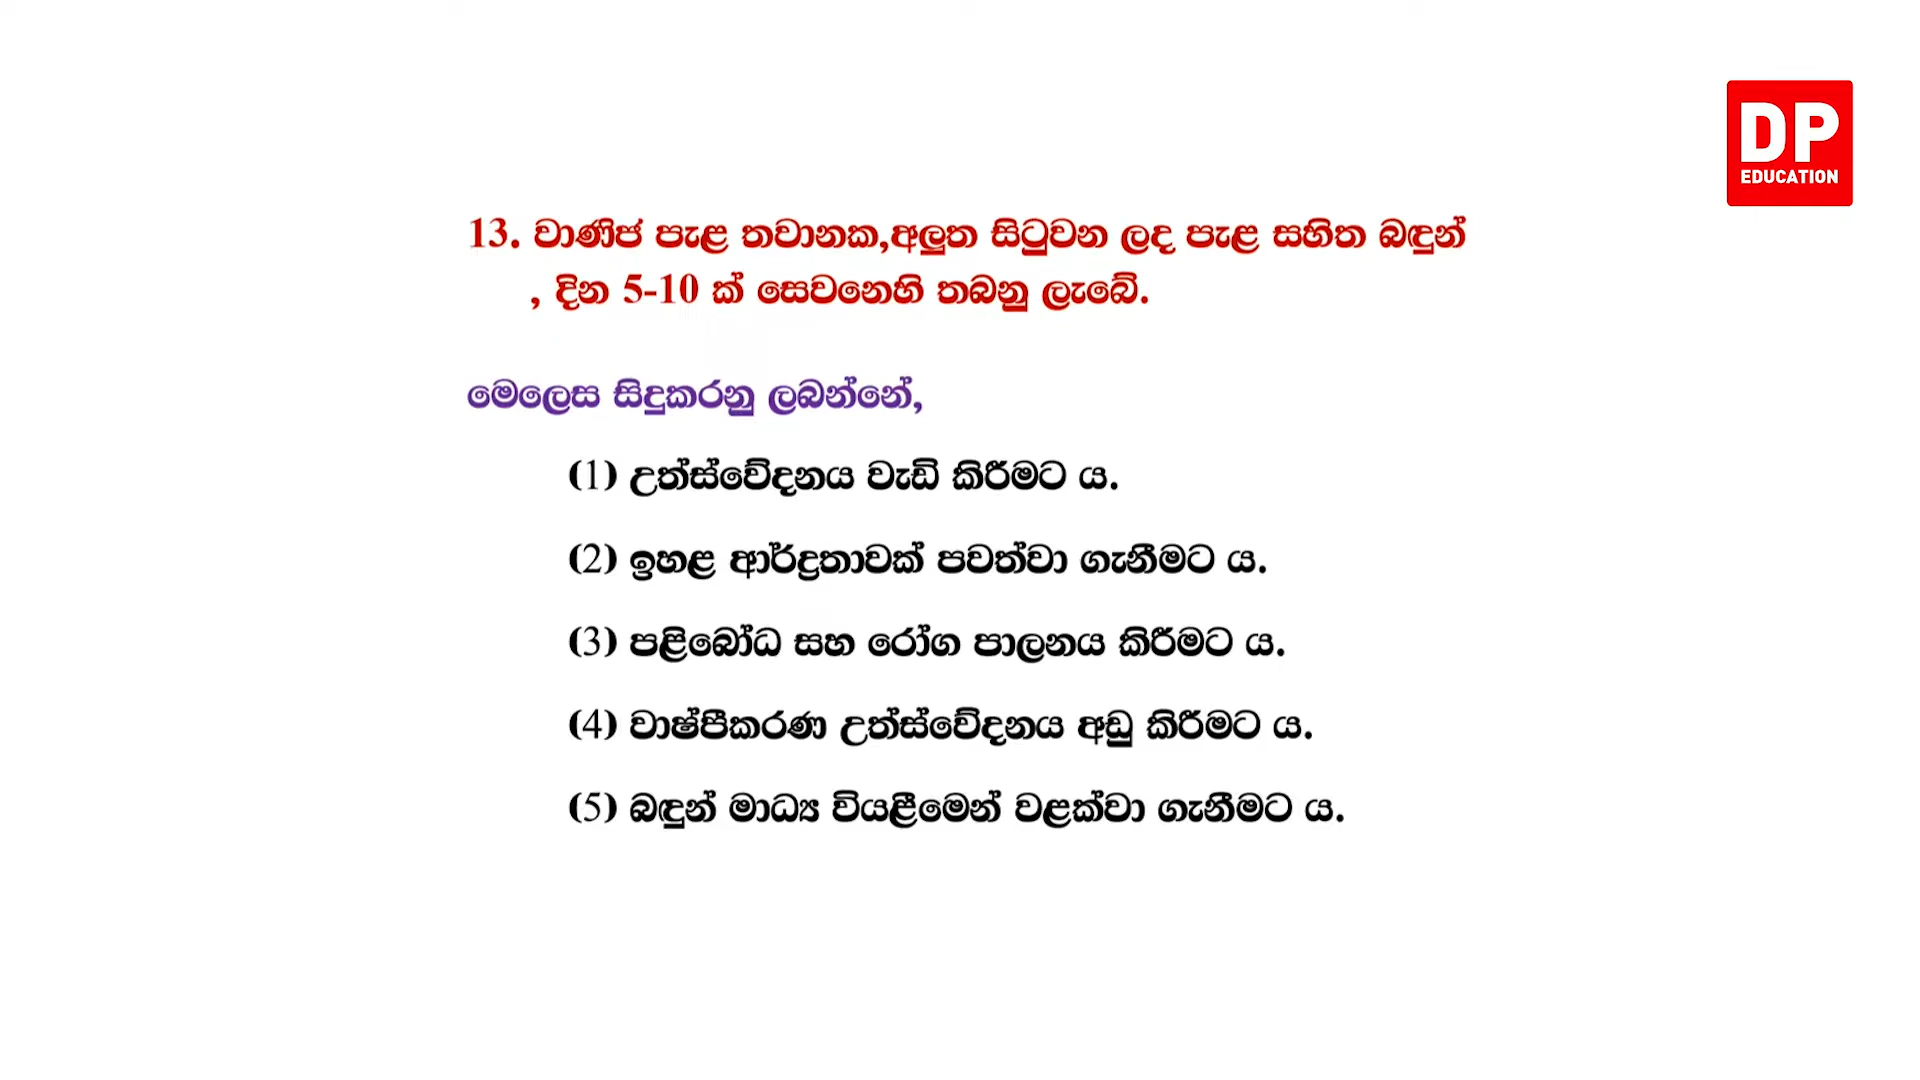 DP
EDUCATION
13. වාණිජ පැළ තවානක,අලුත සිටුවන ලද පැළ සහිත බඳුන්
, දින 5-10 ක් සෙවනෙහි තබනු ලැබේ.
මෙලෙස සිදුකරනු ලබන්නේ,
(1) උත්ස්වේදනය වැඩි කිරීමට ය.
(2) ඉහළ ආර්ද්‍රතාවක් පවත්වා ගැනීමට ය.
(3) පළිබෝධ සහ රෝග පාලනය කිරීමට ය.
(4) වාෂ්පීකරණ උත්ස්වේදනය අඩු කිරීමට ය.
(5) බඳුන් මාධ්‍ය වියළීමෙන් වළක්වා ගැනීමට ය.